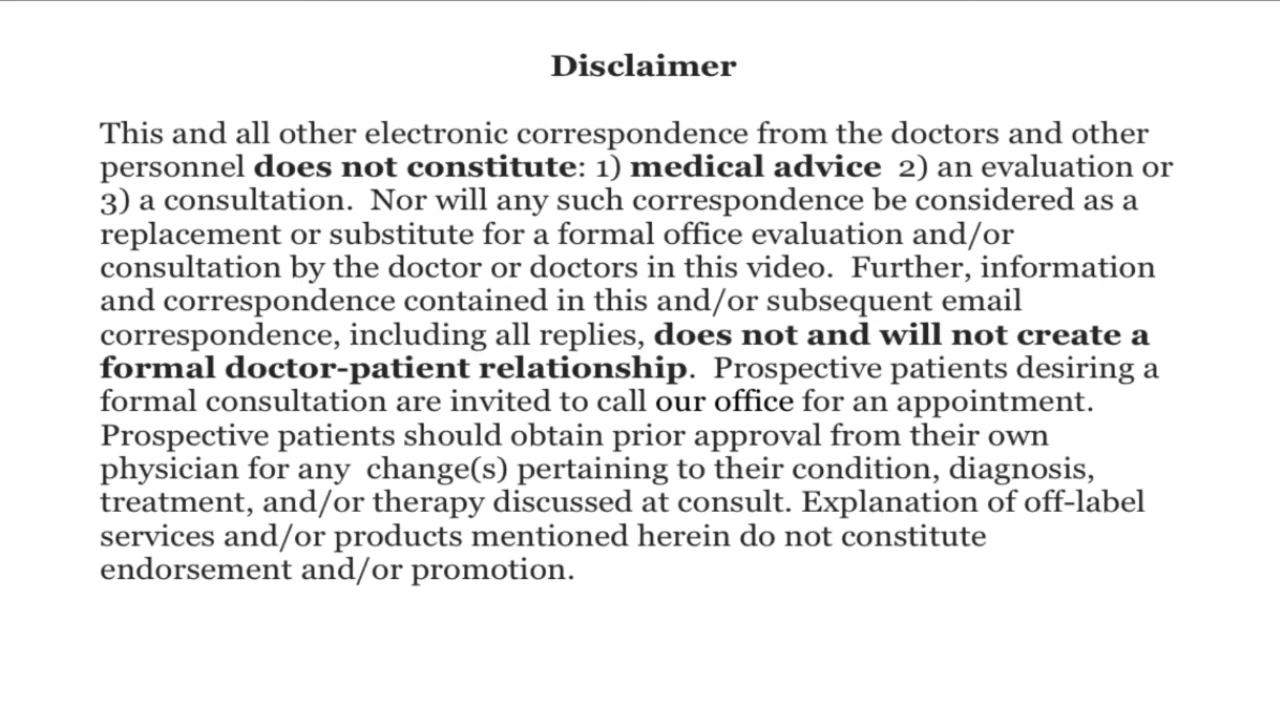 Disclaimer
This and all other electronic correspondence from the doctors and other
personnel does not constitute: 1) medical advice  2) an evaluation or
3) a consultation.  Nor will any such correspondence be considered as a
replacement or substitute for a formal office evaluation and/or
consultation by the doctor or doctors in this video.  Further, information
and correspondence contained in this and/or subsequent email
correspondence, including all replies, does not and will not create a
formal doctor-patient relationship.  Prospective patients desiring a
formal consultation are invited to call our office for an appointment.
Prospective patients should obtain prior approval from their own
physician for any  change(s) pertaining to their condition, diagnosis,
treatment, and/or therapy discussed at consult. Explanation of off-label
services and/or products mentioned herein do not constitute
endorsement and/or promotion.